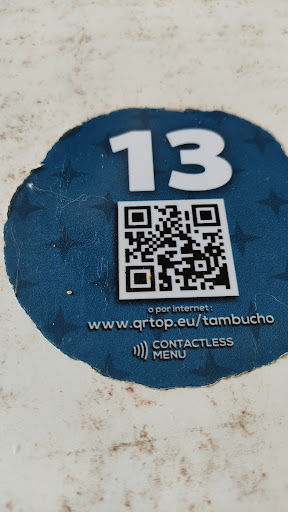 13
o por internet :
www.qrtop.eu/tambucho
CONTACTLESS
MENU